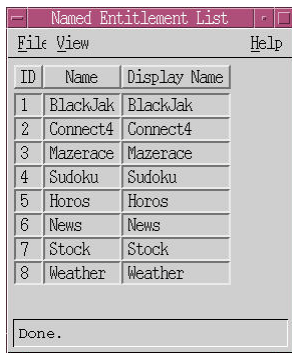 Named Entitlement List
File View Help
ID Name Display Name
1 BlackJak BlackJak
2 Connect4 Connect4
3 Mazerace Mazerace
4 Sudoku Sudoku
5 Horos Horos
6 News News
7 Stock Stock
8 Weather Weather
Done.